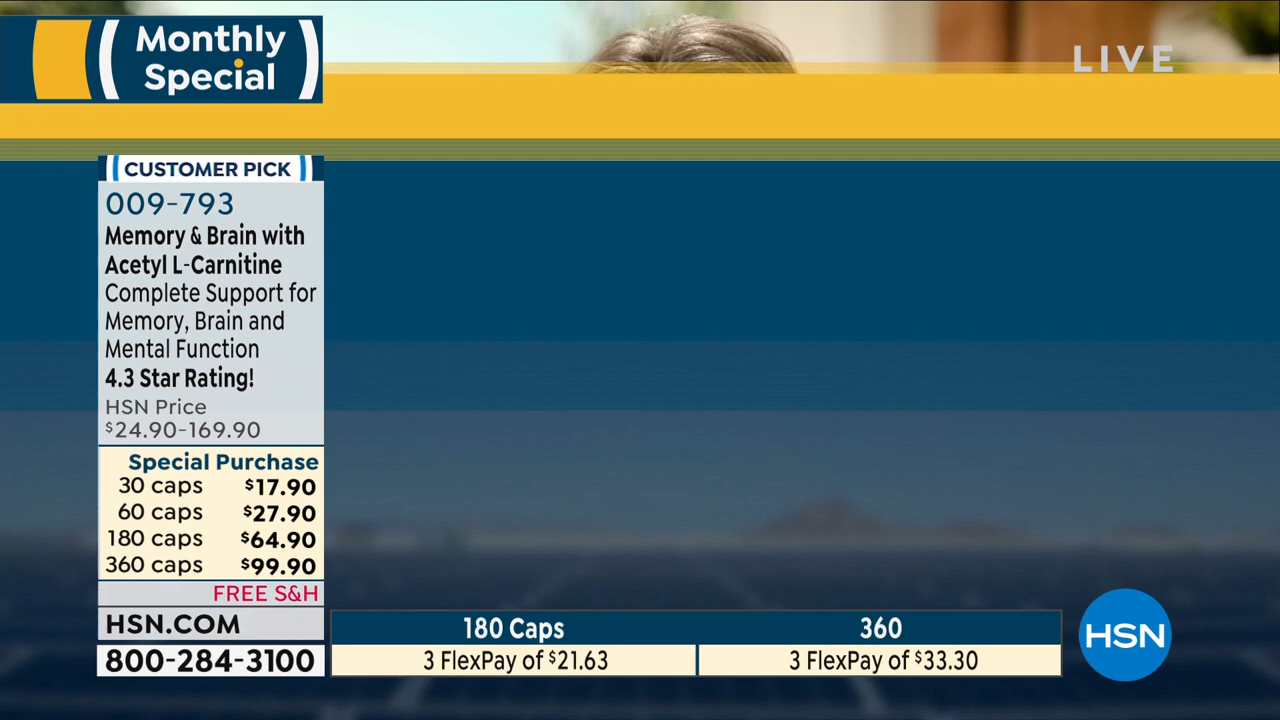 Monthly
Special
LIVE
CUSTOMER PICK
009-793
Memory & Brain with
Acetyl L-Carnitine
Complete Support for
Memory, Brain and
Mental Function
4.3 Star Rating!
HSN Price
$24.90-169.90
Special Purchase
30 caps $17.90
60 caps $27.90
180 caps $64.90
360 caps $99.90
FREE S&H
HSN.COM
800-284-3100
180 Caps 360
3 FlexPay of $21.63 3 FlexPay of $33.30
HSN